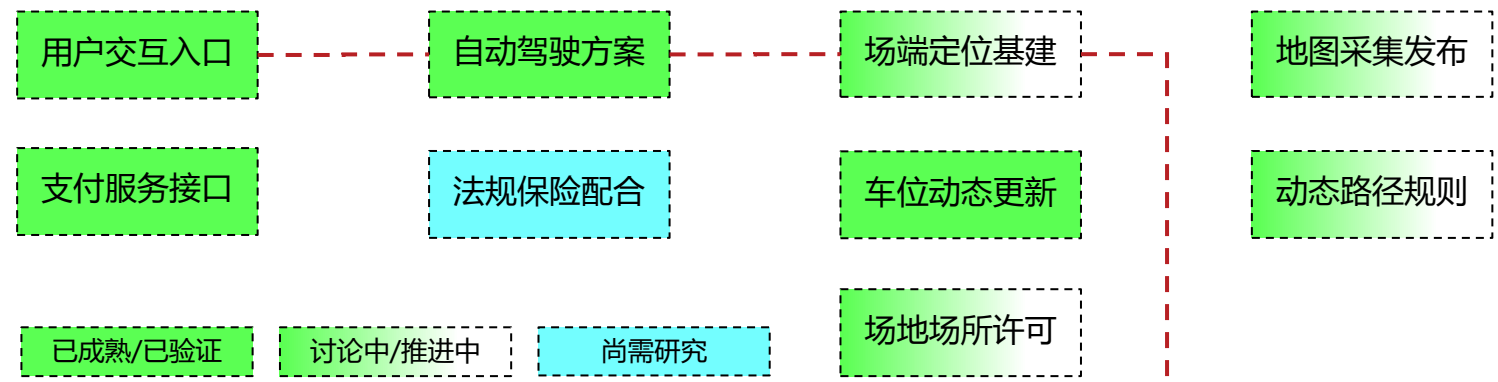 用户交互入口
自动驾驶方案
场端定位基建
地图采集发布
支付服务接口
法规保险配合
车位动态更新
动态路径规则
场地场所许可
已成熟/已验证
讨论中/推进中
尚需研究